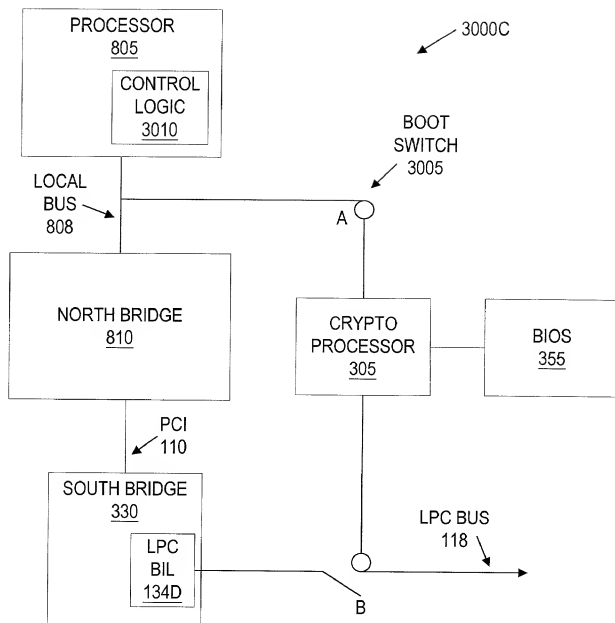 PROCESSOR
805
CONTROL
LOGIC
3010
3000C
BOOT
SWITCH
3005
LOCAL
BUS
808
A
NORTH BRIDGE
810
CRYPTO
PROCESSOR
305
BIOS
355
PCI
110
SOUTH BRIDGE
330
LPC
BIL
134D
B
LPC BUS
118